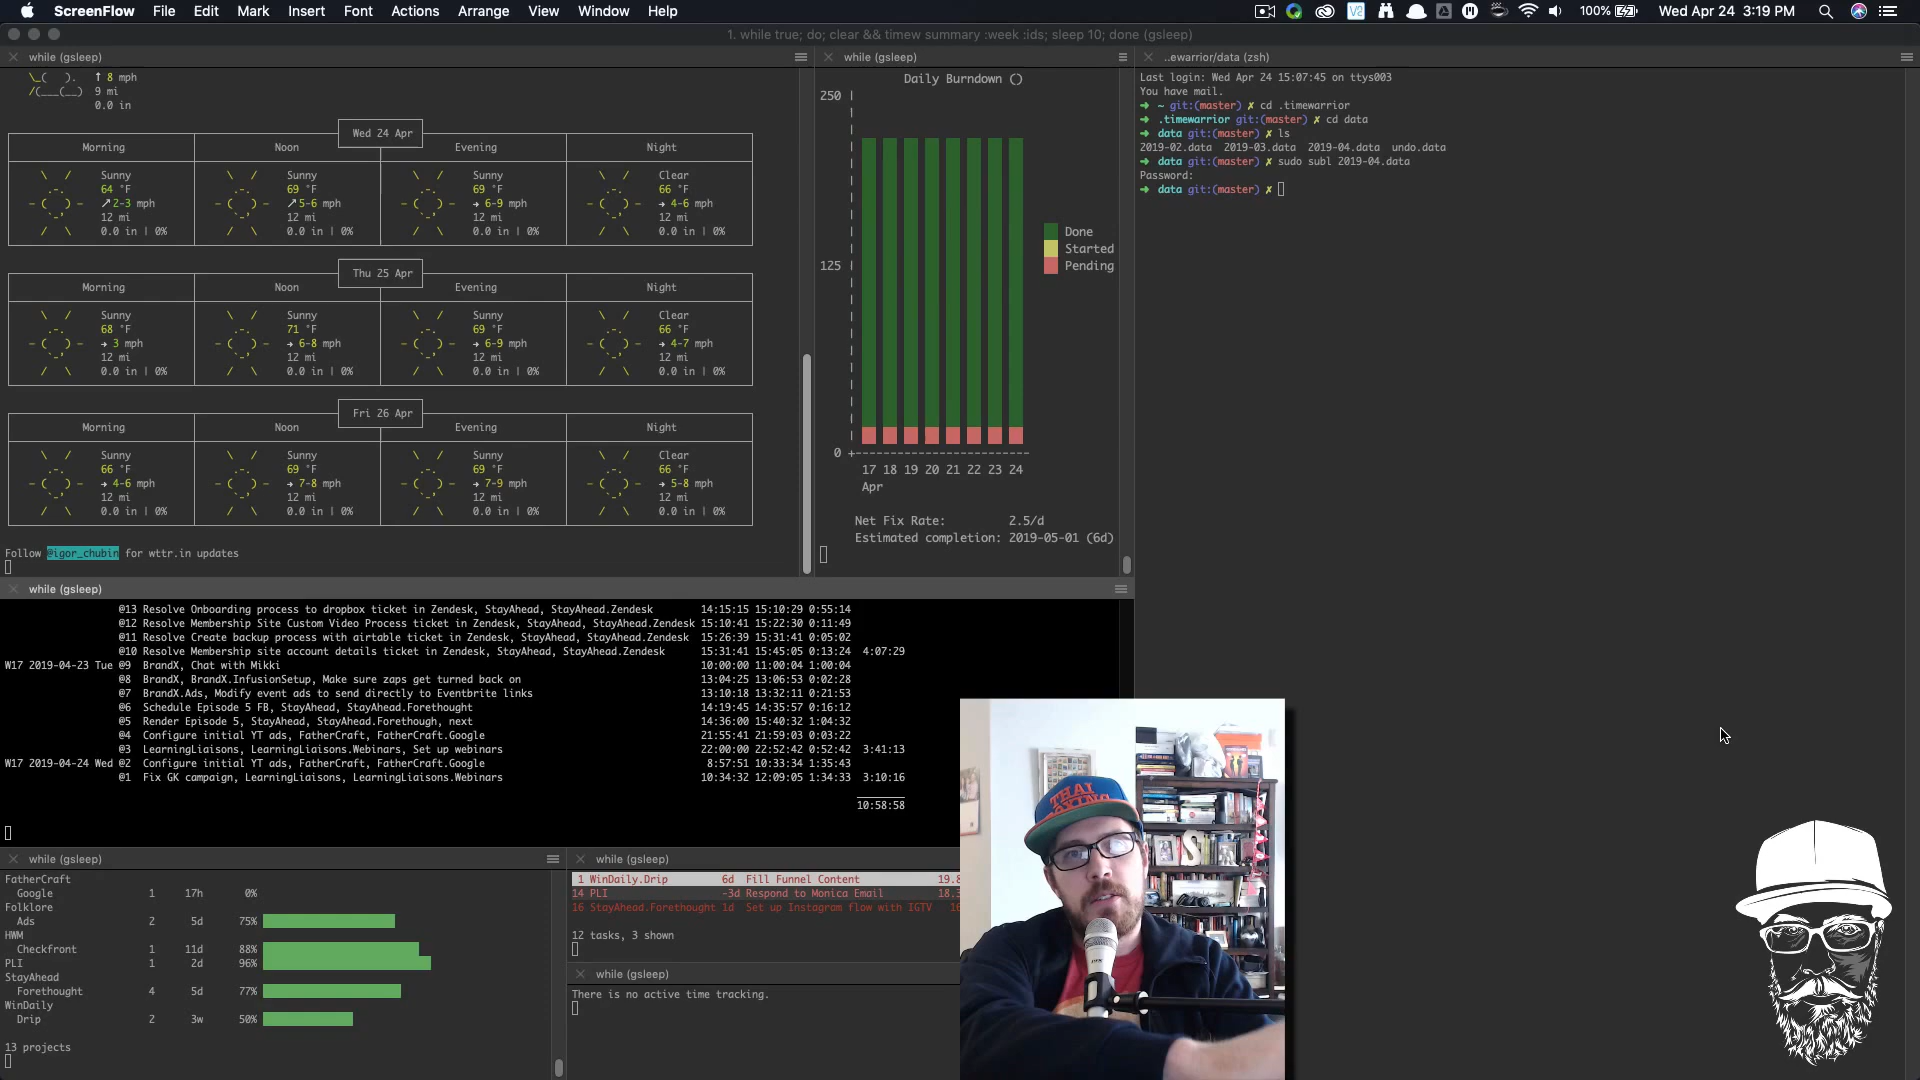 ScreenFlow File Edit Mark Insert Font Actions Arrange View Window Help 100% Wed Apr 24 3:19 PM
1. while true; do; clear && timew summary :week :ids; sleep 10; done (gsleep)
while (gsleep)
↑ 8 mph
9 mi
0.0 in
Wed 24 Apr
Morning Noon Evening Night
Sunny Sunny Sunny Clear
64 °F 69 °F 69 °F 66 °F
↗ 2-3 mph ↗ 5-6 mph → 6-9 mph → 4-6 mph
12 mi 12 mi 12 mi 12 mi
0.0 in | 0% 0.0 in | 0% 0.0 in | 0% 0.0 in | 0%
Thu 25 Apr
Morning Noon Evening Night
Sunny Sunny Sunny Clear
68 °F 71 °F 69 °F 66 °F
→ 3 mph → 6-8 mph → 6-9 mph → 4-7 mph
12 mi 12 mi 12 mi 12 mi
0.0 in | 0% 0.0 in | 0% 0.0 in | 0% 0.0 in | 0%
Fri 26 Apr
Morning Noon Evening Night
Sunny Sunny Sunny Clear
66 °F 69 °F 69 °F 66 °F
→ 4-6 mph → 7-8 mph → 7-9 mph → 5-8 mph
12 mi 12 mi 12 mi 12 mi
0.0 in | 0% 0.0 in | 0% 0.0 in | 0% 0.0 in | 0%
Follow @igor_chubin for wttr.in updates
while (gsleep)
Daily Burndown ()
250
125
0
Done
Started
Pending
17 18 19 20 21 22 23 24
Apr
Net Fix Rate: 2.5/d
Estimated completion: 2019-05-01 (6d)
..ewarrior/data (zsh)
Last login: Wed Apr 24 15:07:45 on ttys003
You have mail.
➜ ~ git:(master) ✗ cd .timewarrior
➜ .timewarrior git:(master) ✗ cd data
➜ data git:(master) ✗ ls
2019-02.data 2019-03.data 2019-04.data undo.data
➜ data git:(master) ✗ sudo subl 2019-04.data
Password:
➜ data git:(master) ✗
while (gsleep)
@13 Resolve Onboarding process to dropbox ticket in Zendesk, StayAhead, StayAhead.Zendesk 14:15:15 15:10:29 0:55:14
@12 Resolve Membership Site Custom Video Process ticket in Zendesk, StayAhead, StayAhead.Zendesk 15:10:41 15:22:30 0:11:49
@11 Resolve Create backup process with airtable ticket in Zendesk, StayAhead, StayAhead.Zendesk 15:26:39 15:31:41 0:05:02
@10 Resolve Membership site account details ticket in Zendesk, StayAhead, StayAhead.Zendesk 15:31:41 15:45:05 0:13:24 4:07:29
W17 2019-04-23 Tue @9 BrandX, Chat with Mikki 10:00:00 11:00:04 1:00:04
@8 BrandX, BrandX.InfusionSetup, Make sure zaps get turned back on 13:04:25 13:06:53 0:02:28
@7 BrandX.Ads, Modify event ads to send directly to Eventbrite links 13:10:18 13:32:11 0:21:53
@6 Schedule Episode 5 FB, StayAhead, StayAhead.Forethought 14:19:45 14:35:57 0:16:12
@5 Render Episode 5, StayAhead, StayAhead.Forethough, next 14:36:00 15:40:32 1:04:32
@4 Configure initial YT ads, FatherCraft, FatherCraft.Google 21:55:41 21:59:03 0:03:22
@3 LearningLiaisons, LearningLiaisons.Webinars, Set up webinars 22:00:00 22:52:42 0:52:42 3:41:13
W17 2019-04-24 Wed @2 Configure initial YT ads, FatherCraft, FatherCraft.Google 8:57:51 10:33:34 1:35:43
@1 Fix GK campaign, LearningLiaisons, LearningLiaisons.Webinars 10:34:32 12:09:05 1:34:33 3:10:16
10:58:58
while (gsleep)
FatherCraft
Google 1 17h 0%
Folklore
Ads 2 5d 75%
HWM
Checkfront 1 11d 88%
PLI 1 2d 96%
StayAhead
Forethought 4 5d 77%
WinDaily
Drip 2 3w 50%
13 projects
while (gsleep)
1 WinDaily.Drip 6d Fill Funnel Content 19.8
14 PLI -3d Respond to Monica Email 18.3
16 StayAhead.Forethought 1d Set up Instagram flow with IGTV 16
12 tasks, 3 shown
while (gsleep)
There is no active time tracking.
THAI